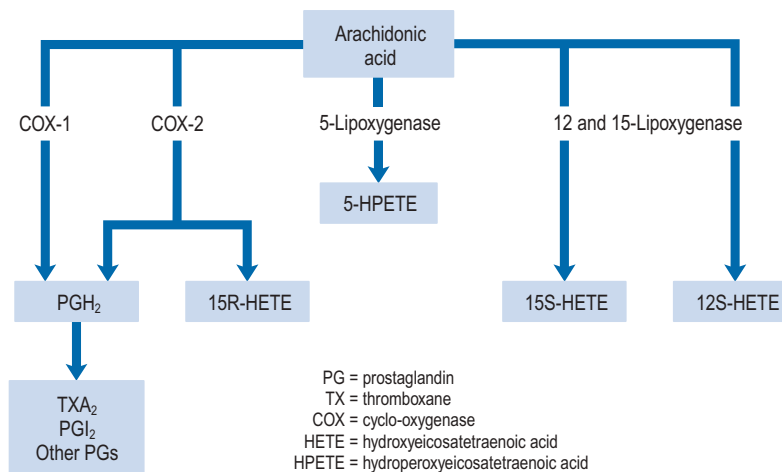 Arachidonic
acid
COX-1
COX-2
5-Lipoxygenase
12 and 15-Lipoxygenase
5-HPETE
PGH₂
15R-HETE
15S-HETE
12S-HETE
TXA₂
PGI₂
Other PGs
PG = prostaglandin
TX = thromboxane
COX = cyclo-oxygenase
HETE = hydroxyeicosatetraenoic acid
HPETE = hydroperoxyeicosatetraenoic acid